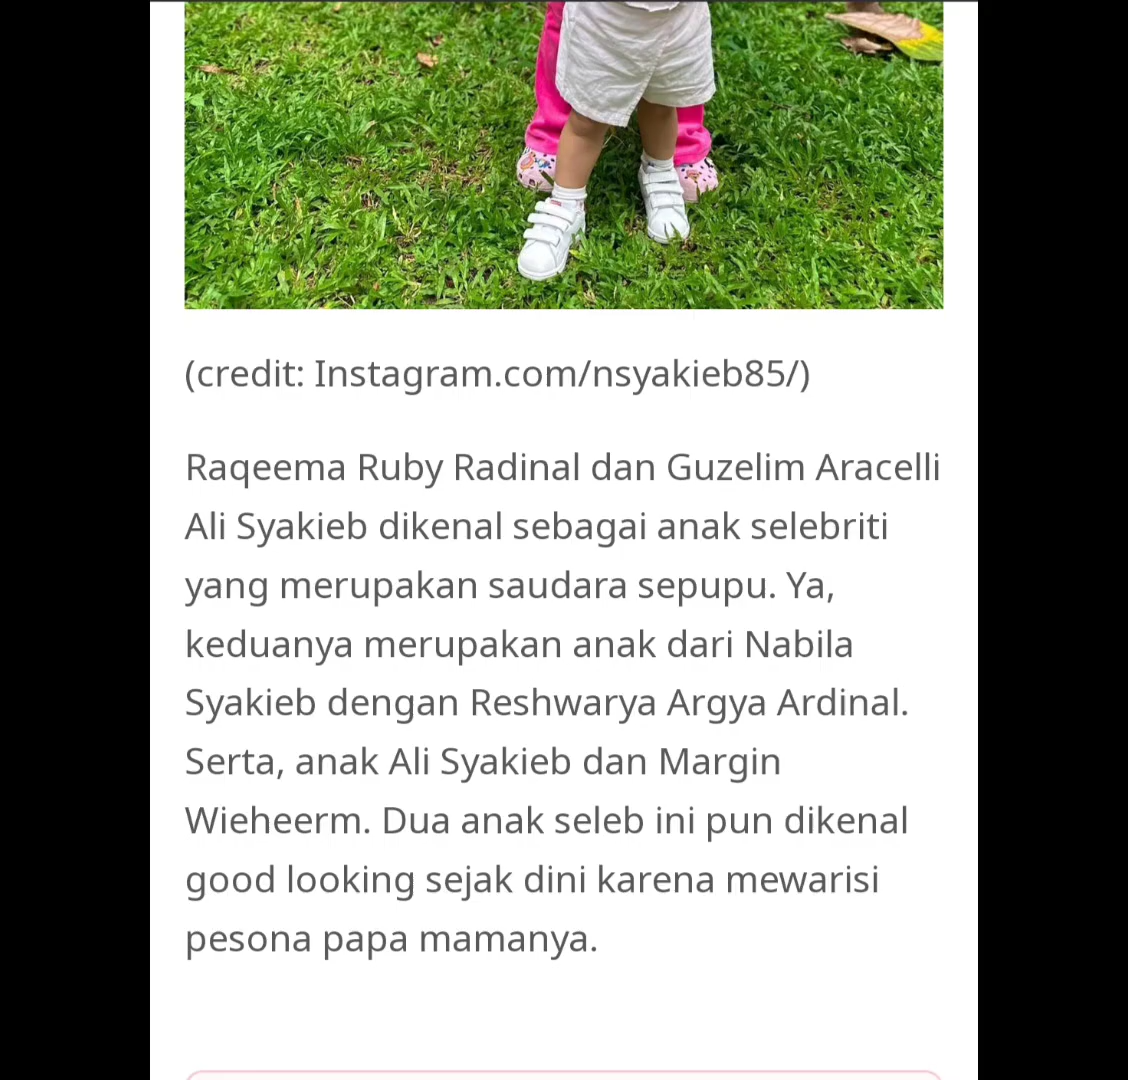 (credit: Instagram.com/nsyakieb85/)
Raqeema Ruby Radinal dan Guzelim Aracelli
Ali Syakieb dikenal sebagai anak selebriti
yang merupakan saudara sepupu. Ya,
keduanya merupakan anak dari Nabila
Syakieb dengan Reshwarya Argya Ardinal.
Serta, anak Ali Syakieb dan Margin
Wieheerm. Dua anak seleb ini pun dikenal
good looking sejak dini karena mewarisi
pesona papa mamanya.